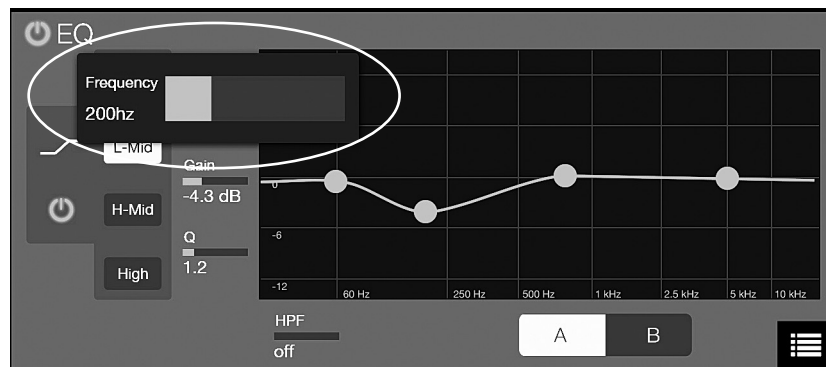 EQ
Frequency
200hz
L-Mid
H-Mid
High
Gain
-4.3 dB
Q
1.2
0
-6
-12
60 Hz 250 Hz 500 Hz 1 kHz 2.5 kHz 5 kHz 10 kHz
HPF
off
A B